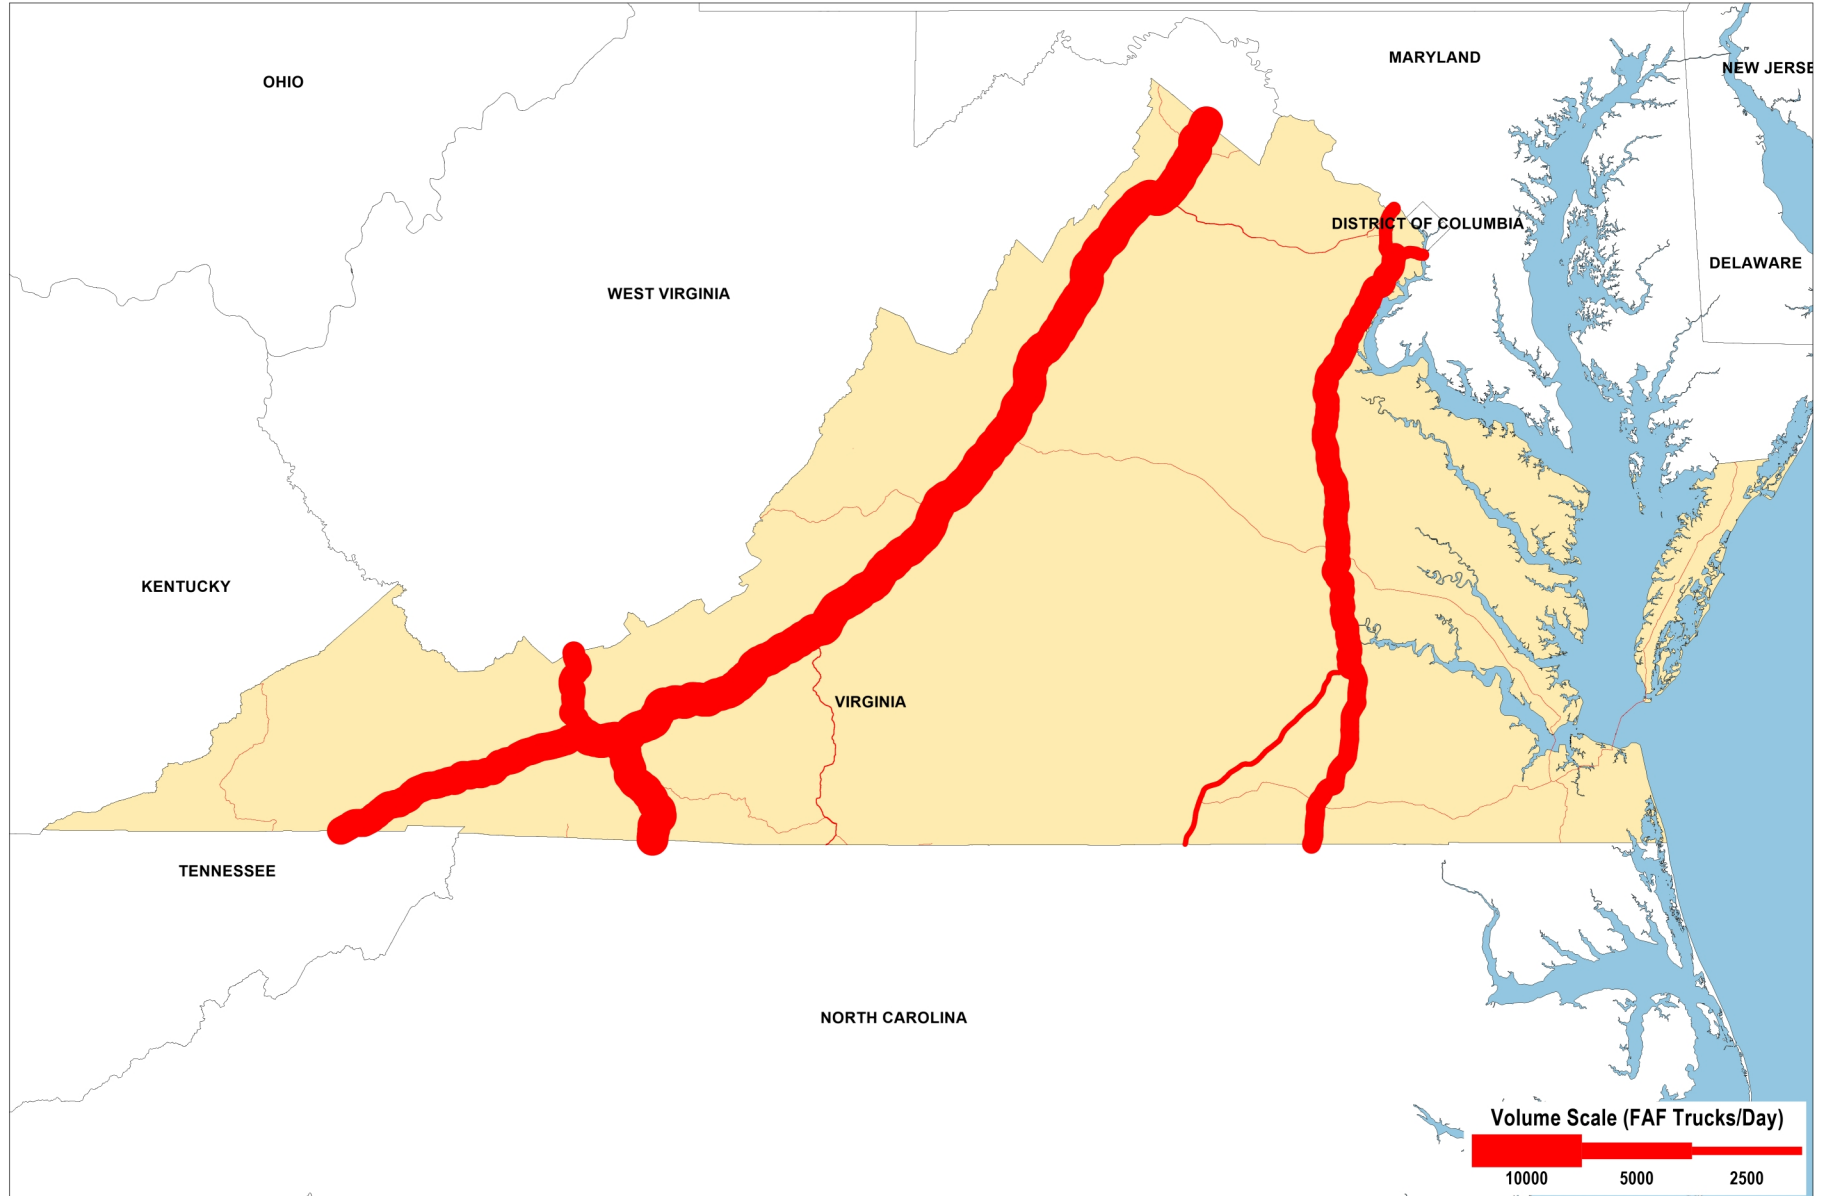 MARYLAND
NEW JERSE
OHIO
DISTRICT OF COLUMBIA
DELAWARE
WEST VIRGINIA
KENTUCKY
VIRGINIA
TENNESSEE
NORTH CAROLINA
Volume Scale (FAF Trucks/Day)
10000 5000 2500